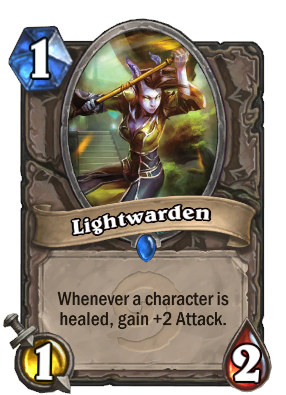 1
Lightwarden
Whenever a character is
healed, gain +2 Attack.
1
2